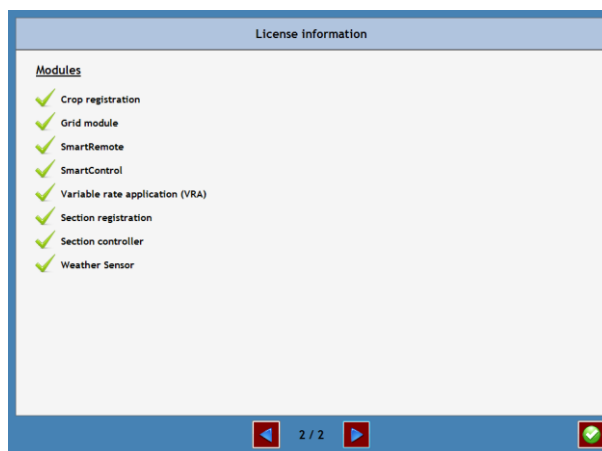 License information
Modules
Crop registration
Grid module
SmartRemote
SmartControl
Variable rate application (VRA)
Section registration
Section controller
Weather Sensor
2 / 2